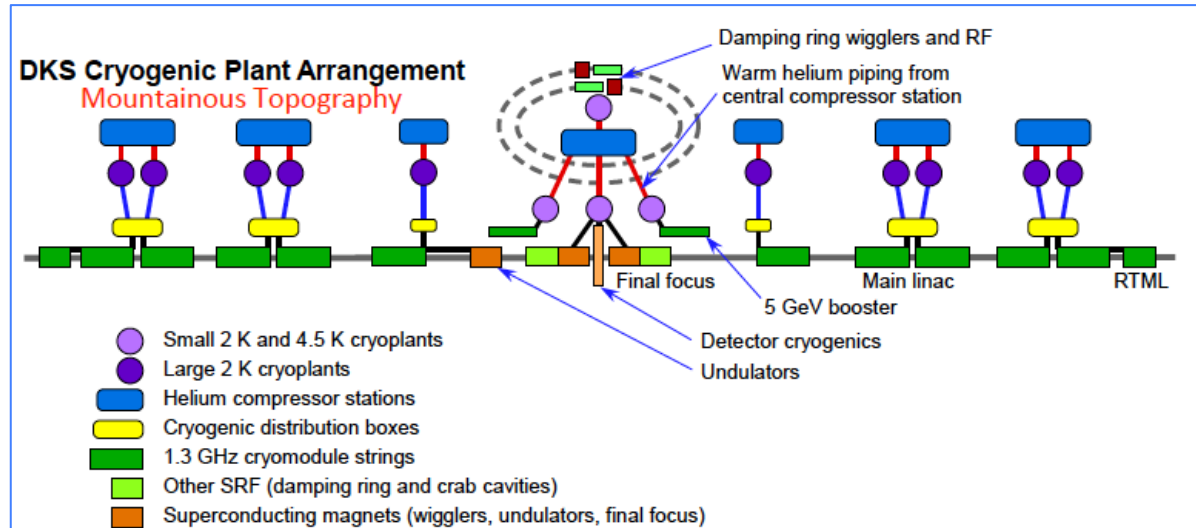 DKS Cryogenic Plant Arrangement
Mountainous Topography
Damping ring wigglers and RF
Warm helium piping from
central compressor station
Final focus
Main linac
RTML
5 GeV booster
Detector cryogenics
Undulators
Small 2 K and 4.5 K cryoplants
Large 2 K cryoplants
Helium compressor stations
Cryogenic distribution boxes
1.3 GHz cryomodule strings
Other SRF (damping ring and crab cavities)
Superconducting magnets (wigglers, undulators, final focus)